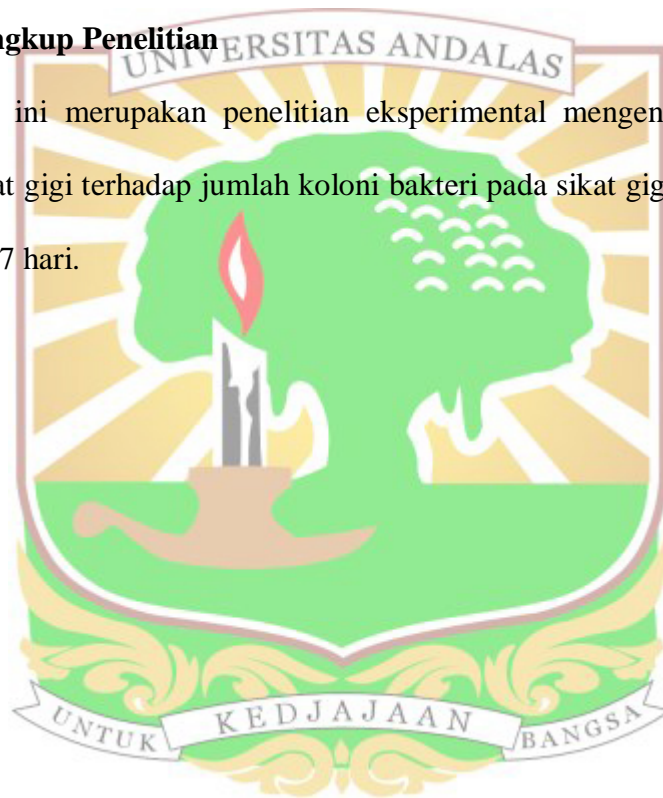 ngkup Penelitian
UNIVERSITAS ANDALAS
ini merupakan penelitian eksperimental mengen
at gigi terhadap jumlah koloni bakteri pada sikat gig
7 hari.
UNTUK KEDJAJAAN BANGSA